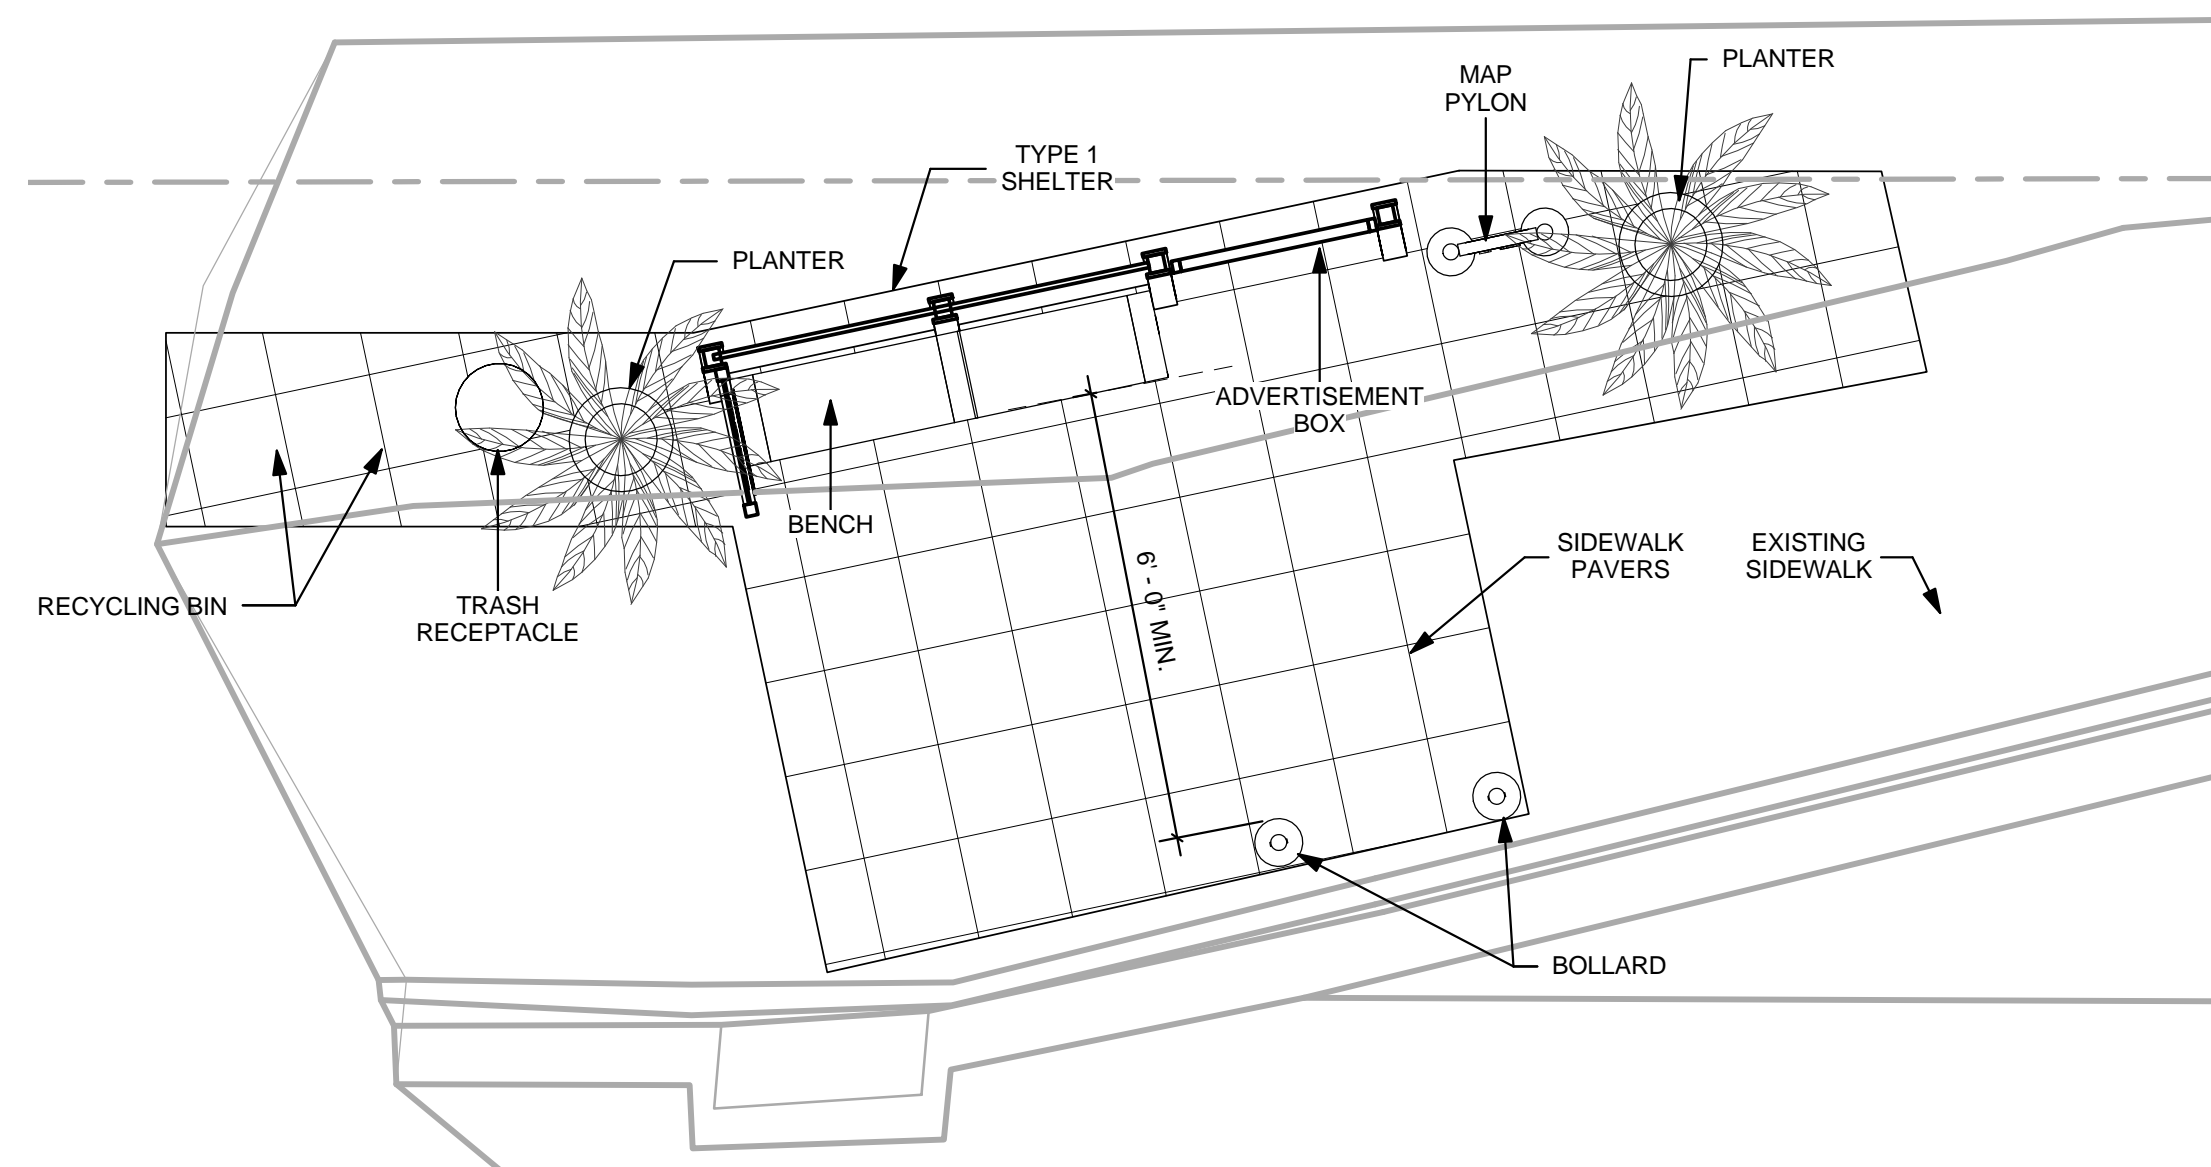 PLANTER
MAP
PYLON
TYPE 1
SHELTER
PLANTER
ADVERTISEMENT
BOX
BENCH
SIDEWALK
PAVERS
EXISTING
SIDEWALK
6' - 0" MIN.
RECYCLING BIN
TRASH
RECEPTACLE
BOLLARD